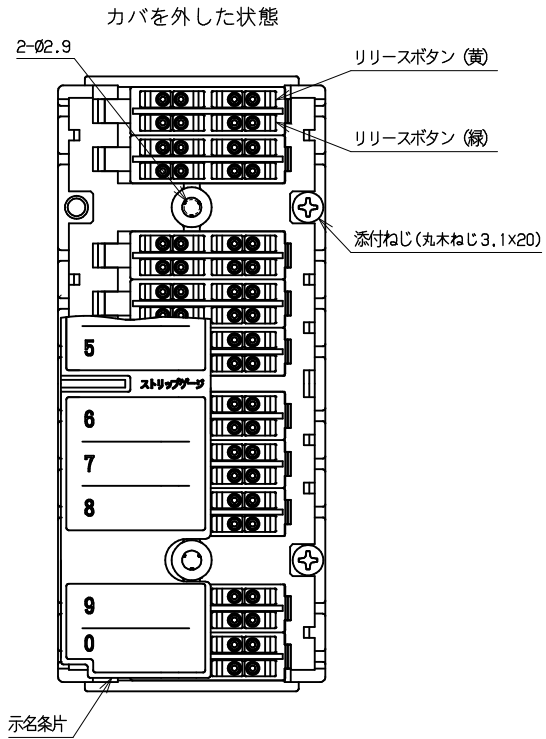 カバを外した状態
2-Ø2.9
リリースボタン（黄）
リリースボタン（緑）
添付ねじ（丸木ねじ3.1×20）
5
ストリップゲージ
6
7
8
9
0
示名条片